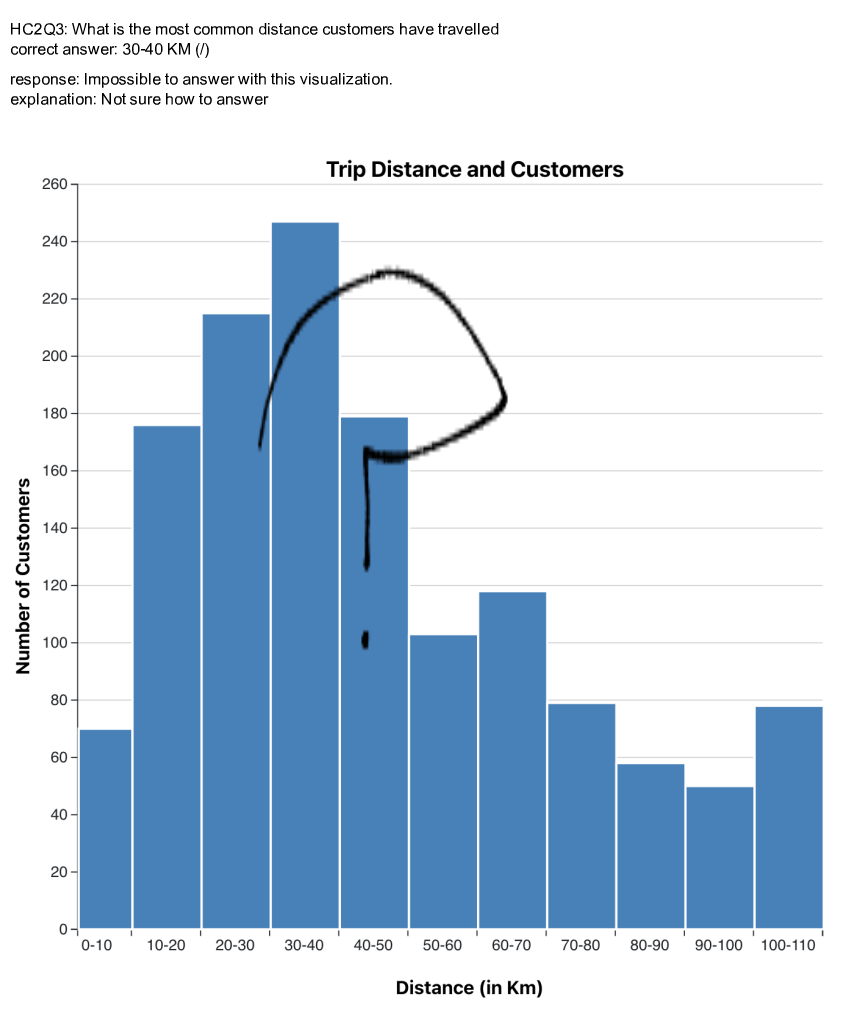 HC2Q3: What is the most common distance customers have travelled
correct answer: 30-40 KM (/)
response: Impossible to answer with this visualization.
explanation: Not sure how to answer
Trip Distance and Customers
260
240
220
200
180
160
140
120
100
80
60
40
20
0
Number of Customers
0-10 10-20 20-30 30-40 40-50 50-60 60-70 70-80 80-90 90-100 100-110
Distance (in Km)
?